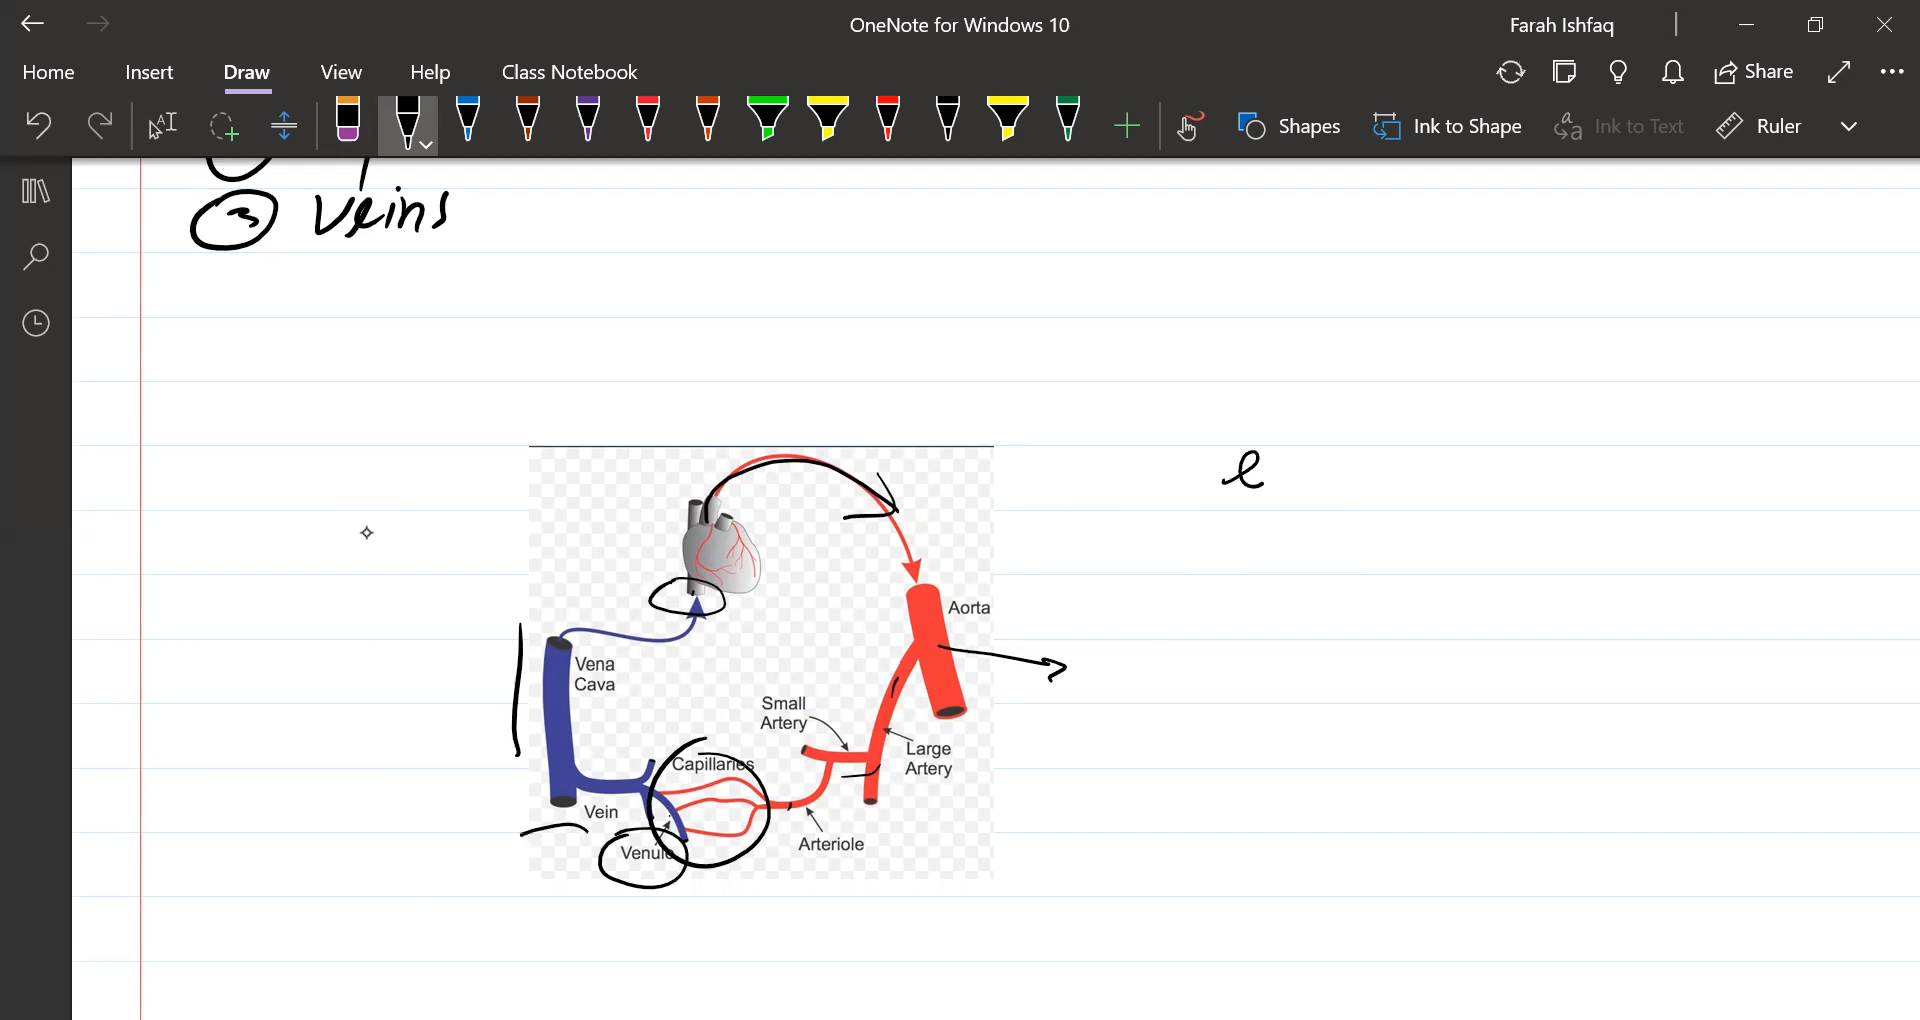 OneNote for Windows 10
Farah Ishfaq
Home Insert Draw View Help Class Notebook
Share
Shapes Ink to Shape Ink to Text Ruler
3 Veins
Aorta
Vena
Cava
Small
Artery
Large
Artery
Capillaries
Vein
Venule
Arteriole
e